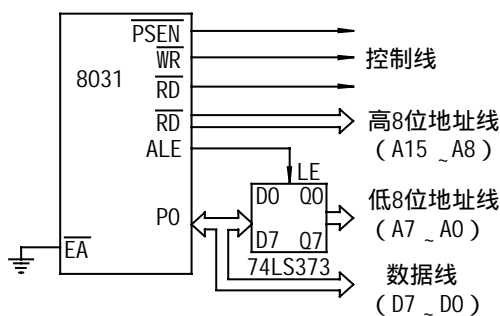 PSEN
WR
控制线
8031
RD
RD
高8位地址线
(A15 ~ A8)
ALE
LE
D0 Q0
低8位地址线
(A7 ~ A0)
P0
D7 Q7
EA
74LS373
数据线
(D7 ~ D0)